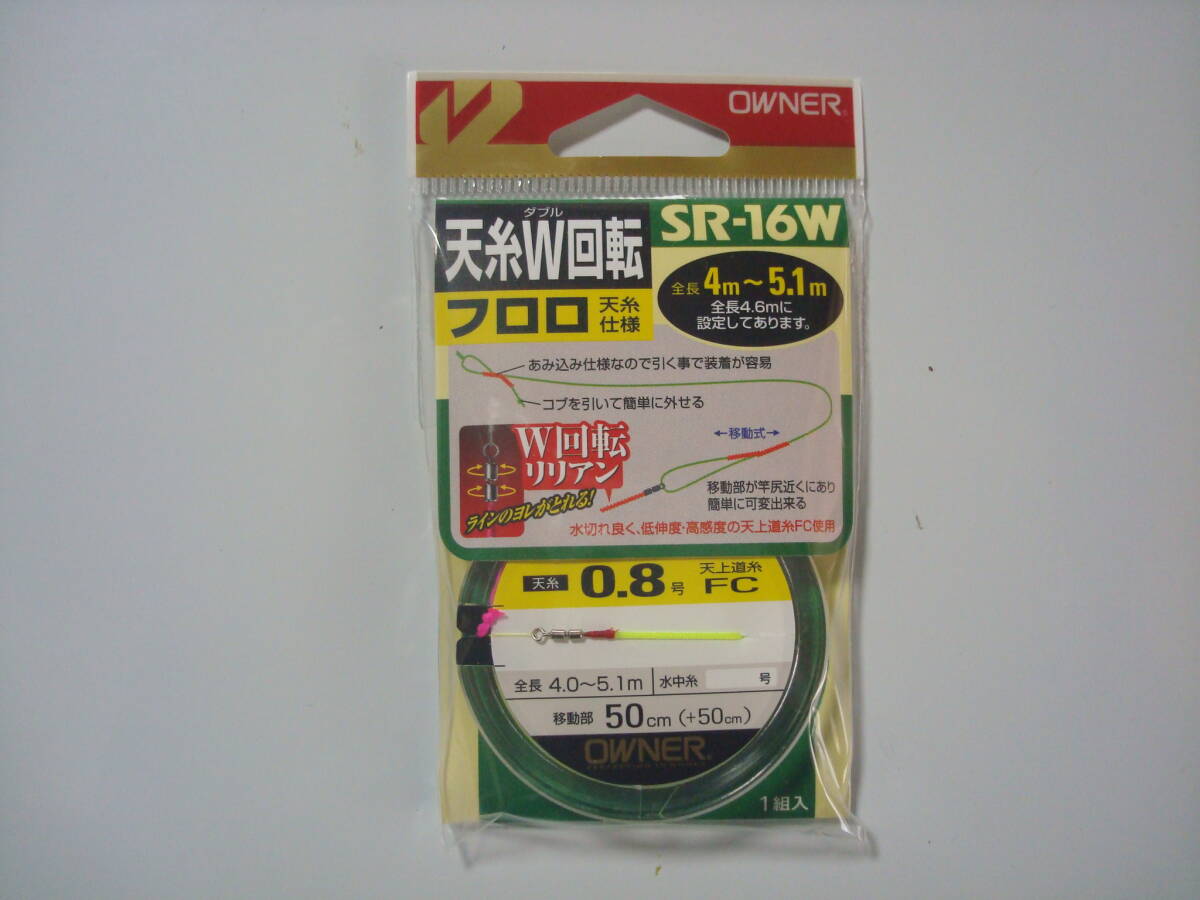 OWNER
ダブル
天糸W回転
SR-16W
フロロ 天糸仕様
全長 4m～5.1m
全長4.6mに
設定してあります。
あみ込み仕様なので引く事で装着が容易
コブを引いて簡単に外せる
←移動式→
W回転
リリアン
ラインのヨレがとれる!
移動部が竿尻近くにあり
簡単に可変出来る
水切れ良く、低伸度・高感度の天上道糸FC使用
天糸 0.8号 天上道糸 FC
全長 4.0～5.1m 水中糸 号
移動部 50cm (+50cm)
OWNER
1組入